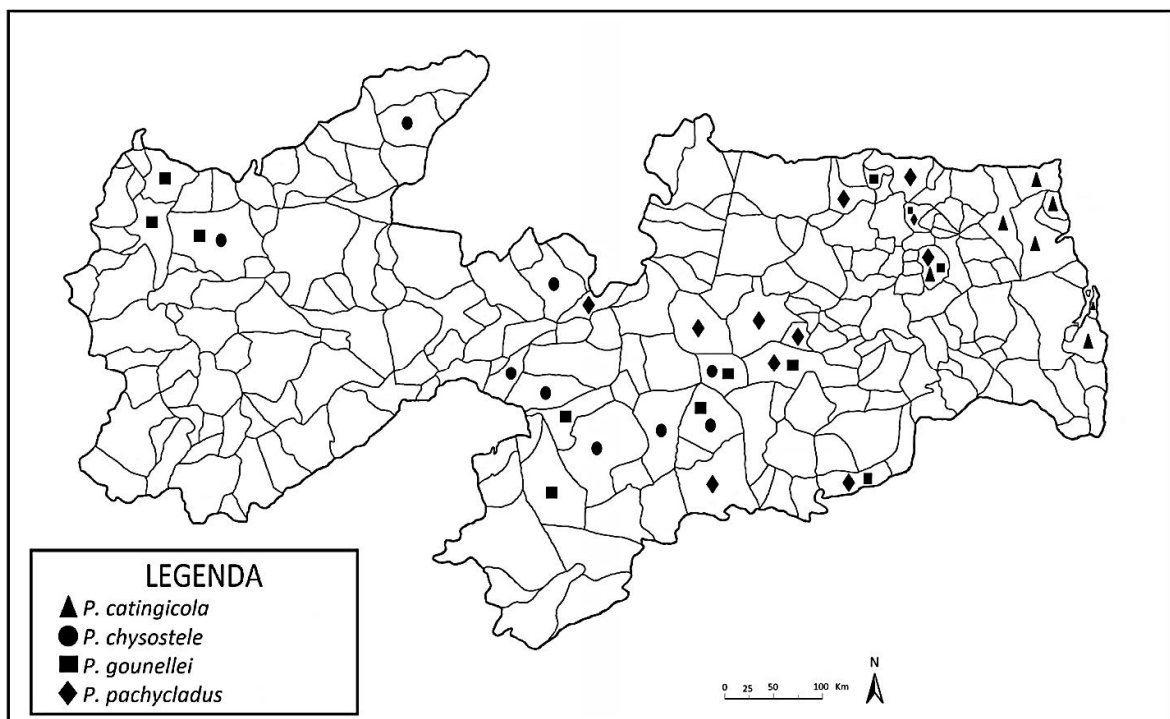 LEGENDA
P. catingicola
P. chysostele
P. gounellei
P. pachycladus
0 25 50 100 Km
N